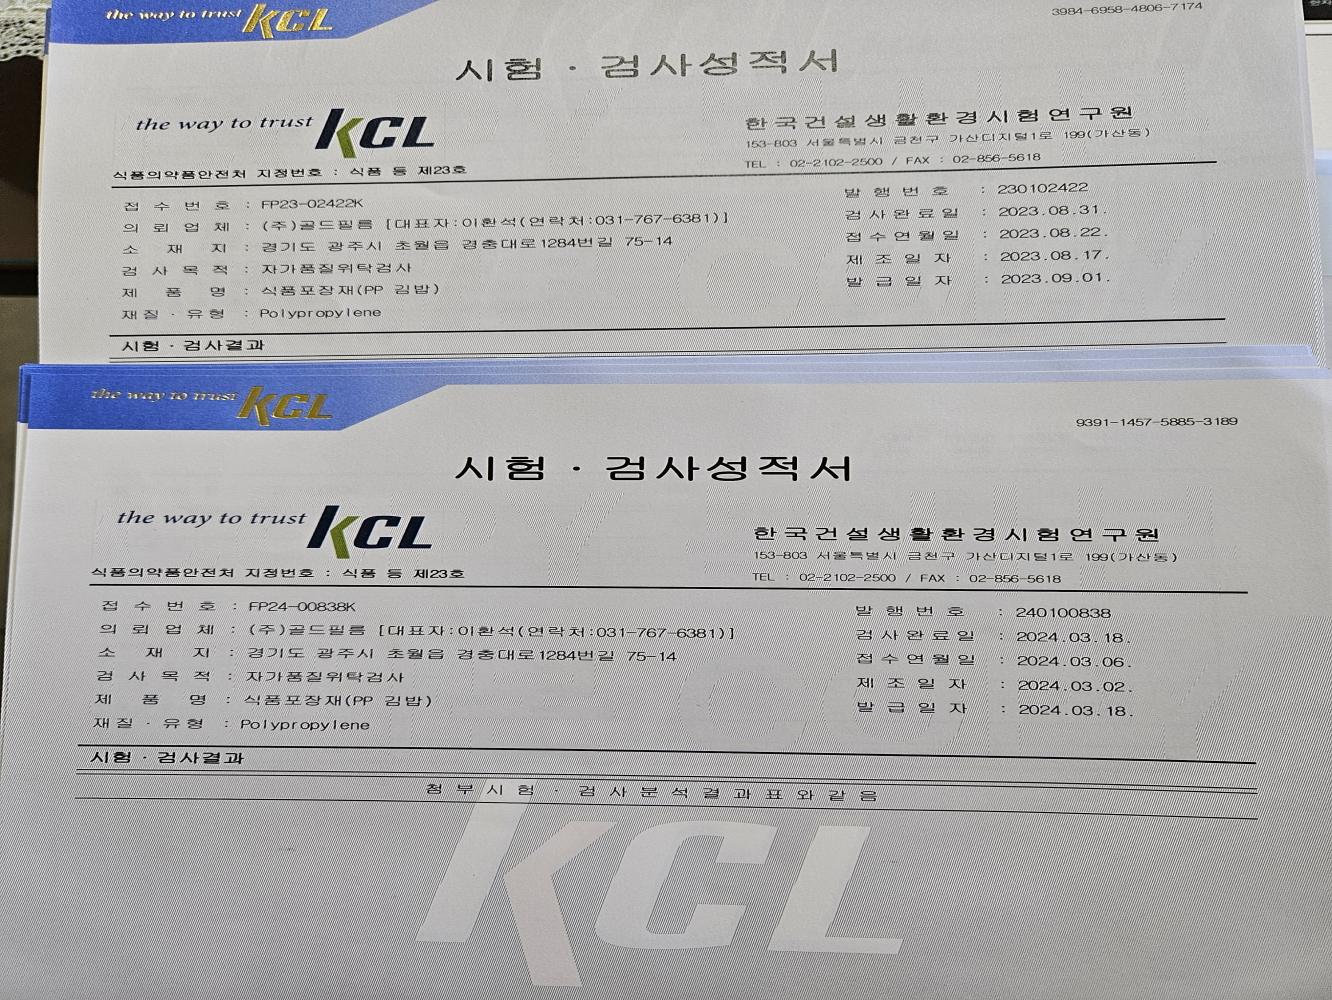 the way to trust KCL
3984-6958-4806-7174
시험 · 검사성적서
the way to trust KCL
한국건설생활환경시험연구원
153-803 서울특별시 금천구 가산디지털1로 199(가산동)
TEL : 02-2102-2500 / FAX : 02-856-5618
식품의약품안전처 지정번호 : 식품 등 제23호
접수번호 : FP23-02422K
의뢰업체 : (주)골드필름 [대표자:이환석(연락처:031-767-6381)]
소재지 : 경기도 광주시 초월읍 경충대로1284번길 75-14
검사목적 : 자가품질위탁검사
제품명 : 식품포장재(PP 김밥)
재질·유형 : Polypropylene
발행번호 : 230102422
검사완료일 : 2023.08.31.
접수연월일 : 2023.08.22.
제조일자 : 2023.08.17.
발급일자 : 2023.09.01.
시험·검사결과
the way to trust KCL
9391-1457-5885-3189
시험 · 검사성적서
the way to trust KCL
한국건설생활환경시험연구원
153-803 서울특별시 금천구 가산디지털1로 199(가산동)
TEL : 02-2102-2500 / FAX : 02-856-5618
식품의약품안전처 지정번호 : 식품 등 제23호
접수번호 : FP24-00838K
의뢰업체 : (주)골드필름 [대표자:이환석(연락처:031-767-6381)]
소재지 : 경기도 광주시 초월읍 경충대로1284번길 75-14
검사목적 : 자가품질위탁검사
제품명 : 식품포장재(PP 김밥)
재질·유형 : Polypropylene
발행번호 : 240100838
검사완료일 : 2024.03.18.
접수연월일 : 2024.03.06.
제조일자 : 2024.03.02.
발급일자 : 2024.03.18.
시험·검사결과
첨부시험·검사분석결과표와같음
KCL